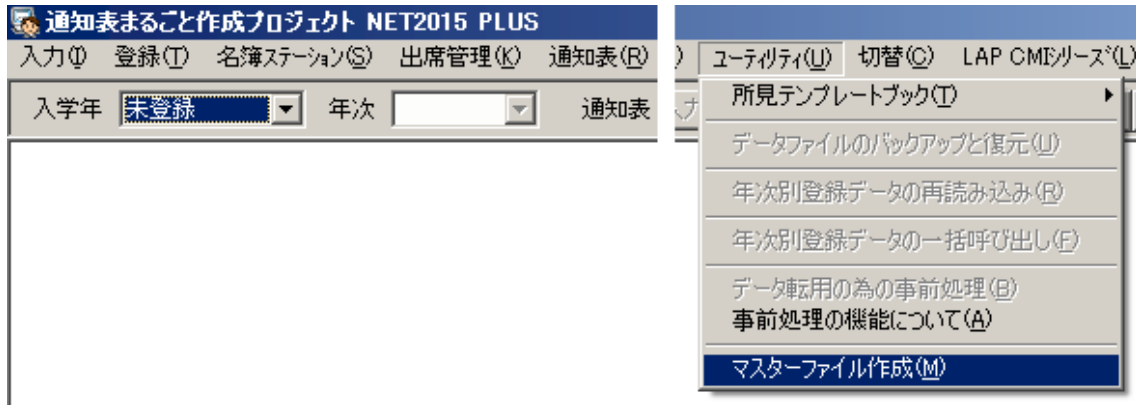 通知表まるごと作成プロジェクト NET2015 PLUS
入力(I) 登録(T) 名簿ステーション(S) 出席管理(K) 通知表(R) ) ユーティリティ(U) 切替(C) LAP CMIシリーズ(L)
入学年 未登録 年次 通知表
所見テンプレートブック(T)
データファイルのバックアップと復元(U)
年次別登録データの再読み込み(R)
年次別登録データの一括呼び出し(F)
データ転用の為の事前処理(B)
事前処理の機能について(A)
マスターファイル作成(M)